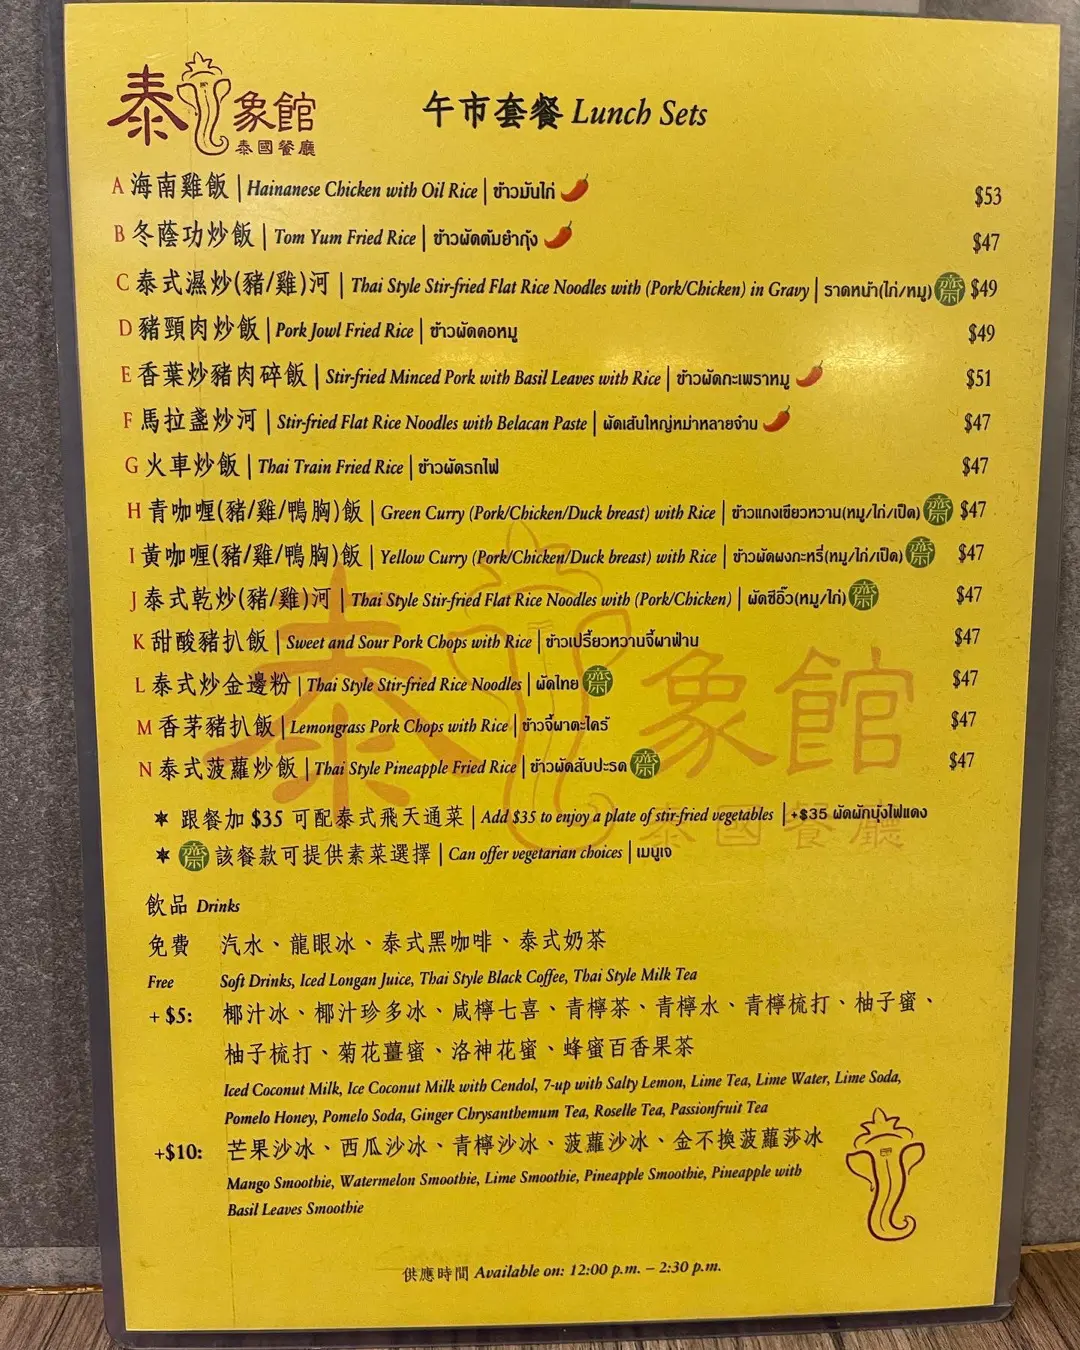 泰象館
泰國餐廳
午市套餐 Lunch Sets
A 海南雞飯 | Hainanese Chicken with Oil Rice | ข้าวมันไก่ $53
B 冬蔭功炒飯 | Tom Yum Fried Rice | ข้าวผัดต้มยำกุ้ง $47
C 泰式濕炒(豬/雞)河 | Thai Style Stir-fried Flat Rice Noodles with (Pork/Chicken) in Gravy | ราดหน้า(ไก่/หมู) 齋 $49
D 豬頸肉炒飯 | Pork Jowl Fried Rice | ข้าวผัดคอหมู $49
E 香葉炒豬肉碎飯 | Stir-fried Minced Pork with Basil Leaves with Rice | ข้าวผัดกะเพราหมู $51
F 馬拉盞炒河 | Stir-fried Flat Rice Noodles with Belacan Paste | ผัดเส้นใหญ่หม่าหลายจ๋าน $47
G 火車炒飯 | Thai Train Fried Rice | ข้าวผัดรถไฟ $47
H 青咖喱(豬/雞/鴨胸)飯 | Green Curry (Pork/Chicken/Duck breast) with Rice | ข้าวแกงเขียวหวาน(หมู/ไก่/เป็ด) 齋 $47
I 黃咖喱(豬/雞/鴨胸)飯 | Yellow Curry (Pork/Chicken/Duck breast) with Rice | ข้าวผัดผงกะหรี่(หมู/ไก่/เป็ด) 齋 $47
J 泰式乾炒(豬/雞)河 | Thai Style Stir-fried Flat Rice Noodles with (Pork/Chicken) | ผัดซีอิ๊ว(หมู/ไก่) 齋 $47
K 甜酸豬扒飯 | Sweet and Sour Pork Chops with Rice | ข้าวเปรี้ยวหวานจี้ผาฟ่าน $47
L 泰式炒金邊粉 | Thai Style Stir-fried Rice Noodles | ผัดไทย 齋 $47
M 香茅豬扒飯 | Lemongrass Pork Chops with Rice | ข้าวจี้ผาตะไคร้ $47
N 泰式菠蘿炒飯 | Thai Style Pineapple Fried Rice | ข้าวผัดสับปะรด 齋 $47
泰象館
泰國餐廳
✶ 跟餐加 $35 可配泰式飛天通菜 | Add $35 to enjoy a plate of stir-fried vegetables | +$35 ผัดผักบุ้งไฟแดง
✶ 齋 該餐款可提供素菜選擇 | Can offer vegetarian choices | เมนูเจ
飲品 Drinks
免費 汽水、龍眼冰、泰式黑咖啡、泰式奶茶
Free Soft Drinks, Iced Longan Juice, Thai Style Black Coffee, Thai Style Milk Tea
+ $5: 椰汁冰、椰汁珍多冰、咸檸七喜、青檸茶、青檸水、青檸梳打、柚子蜜、
柚子梳打、菊花薑蜜、洛神花蜜、蜂蜜百香果茶
Iced Coconut Milk, Ice Coconut Milk with Cendol, 7-up with Salty Lemon, Lime Tea, Lime Water, Lime Soda,
Pomelo Honey, Pomelo Soda, Ginger Chrysanthemum Tea, Roselle Tea, Passionfruit Tea
+$10: 芒果沙冰、西瓜沙冰、青檸沙冰、菠蘿沙冰、金不換菠蘿莎冰
Mango Smoothie, Watermelon Smoothie, Lime Smoothie, Pineapple Smoothie, Pineapple with
Basil Leaves Smoothie
供應時間 Available on: 12:00 p.m. – 2:30 p.m.